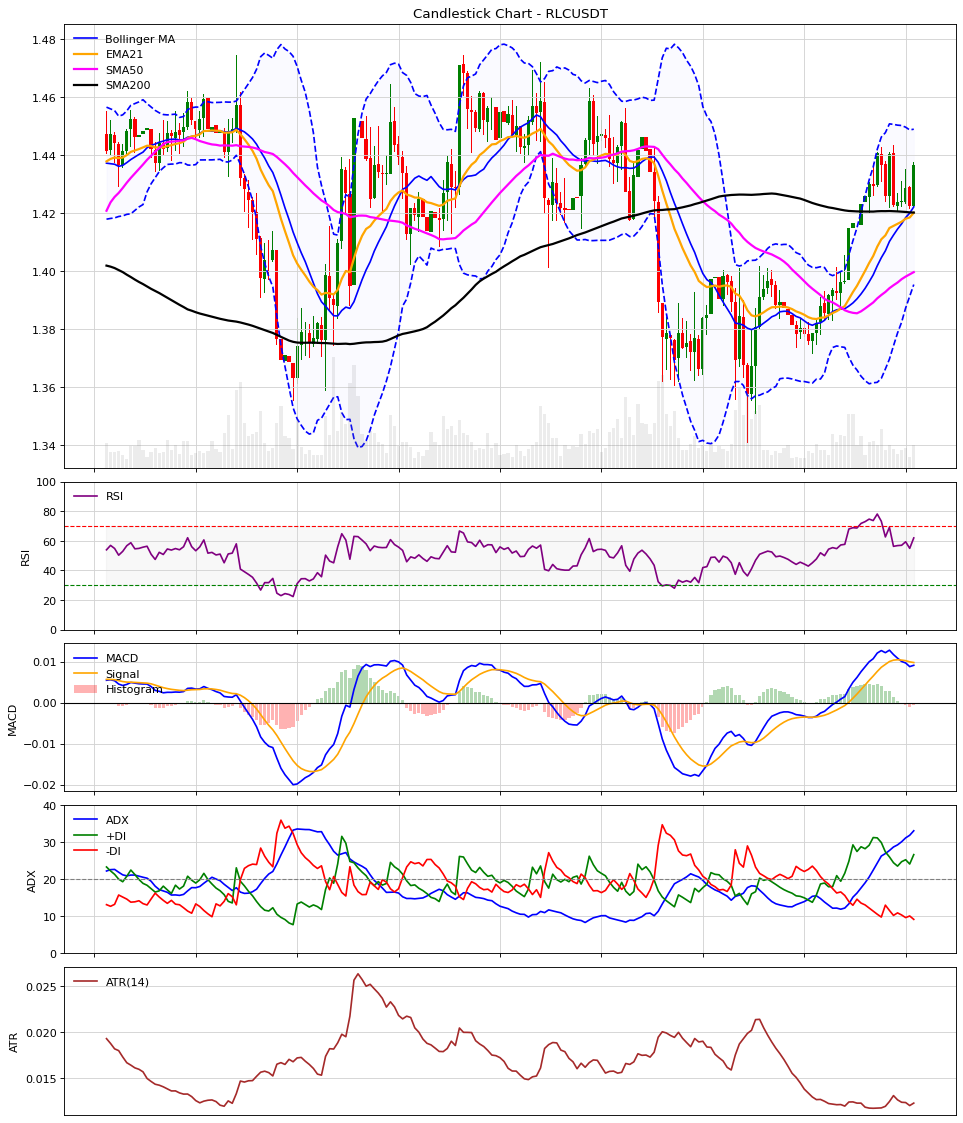 Candlestick Chart - RLCUSDT
1.48
1.46
1.44
1.42
1.40
1.38
1.36
1.34
Bollinger MA
EMA21
SMA50
SMA200
100
80
60
40
20
0
RSI
RSI
0.01
0.00
−0.01
−0.02
MACD
MACD
Signal
Histogram
40
30
20
10
0
ADX
ADX
+DI
-DI
0.025
0.020
0.015
ATR
ATR(14)